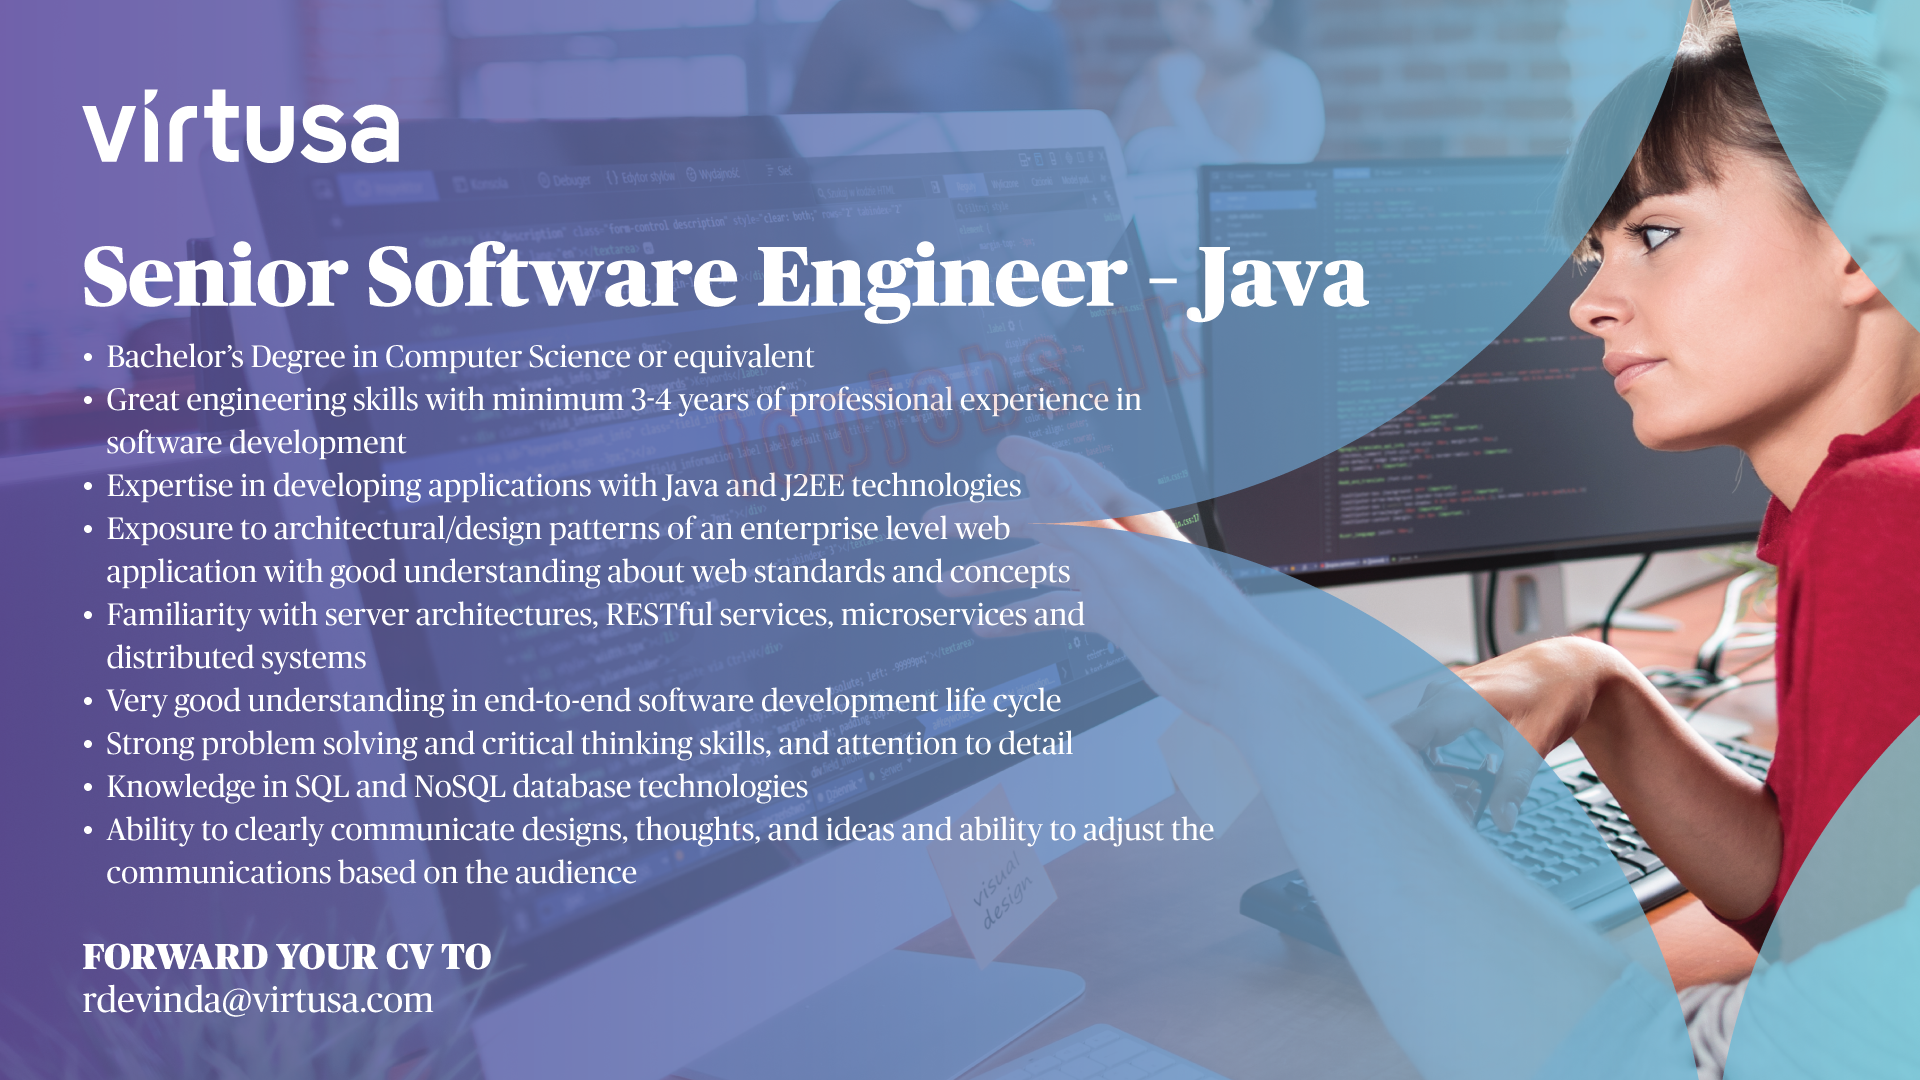 virtusa
Senior Software Engineer – Java
• Bachelor’s Degree in Computer Science or equivalent
• Great engineering skills with minimum 3-4 years of professional experience in
software development
• Expertise in developing applications with Java and J2EE technologies
• Exposure to architectural/design patterns of an enterprise level web
application with good understanding about web standards and concepts
• Familiarity with server architectures, RESTful services, microservices and
distributed systems
• Very good understanding in end-to-end software development life cycle
• Strong problem solving and critical thinking skills, and attention to detail
• Knowledge in SQL and NoSQL database technologies
• Ability to clearly communicate designs, thoughts, and ideas and ability to adjust the
communications based on the audience
visual
design
FORWARD YOUR CV TO
rdevinda@virtusa.com